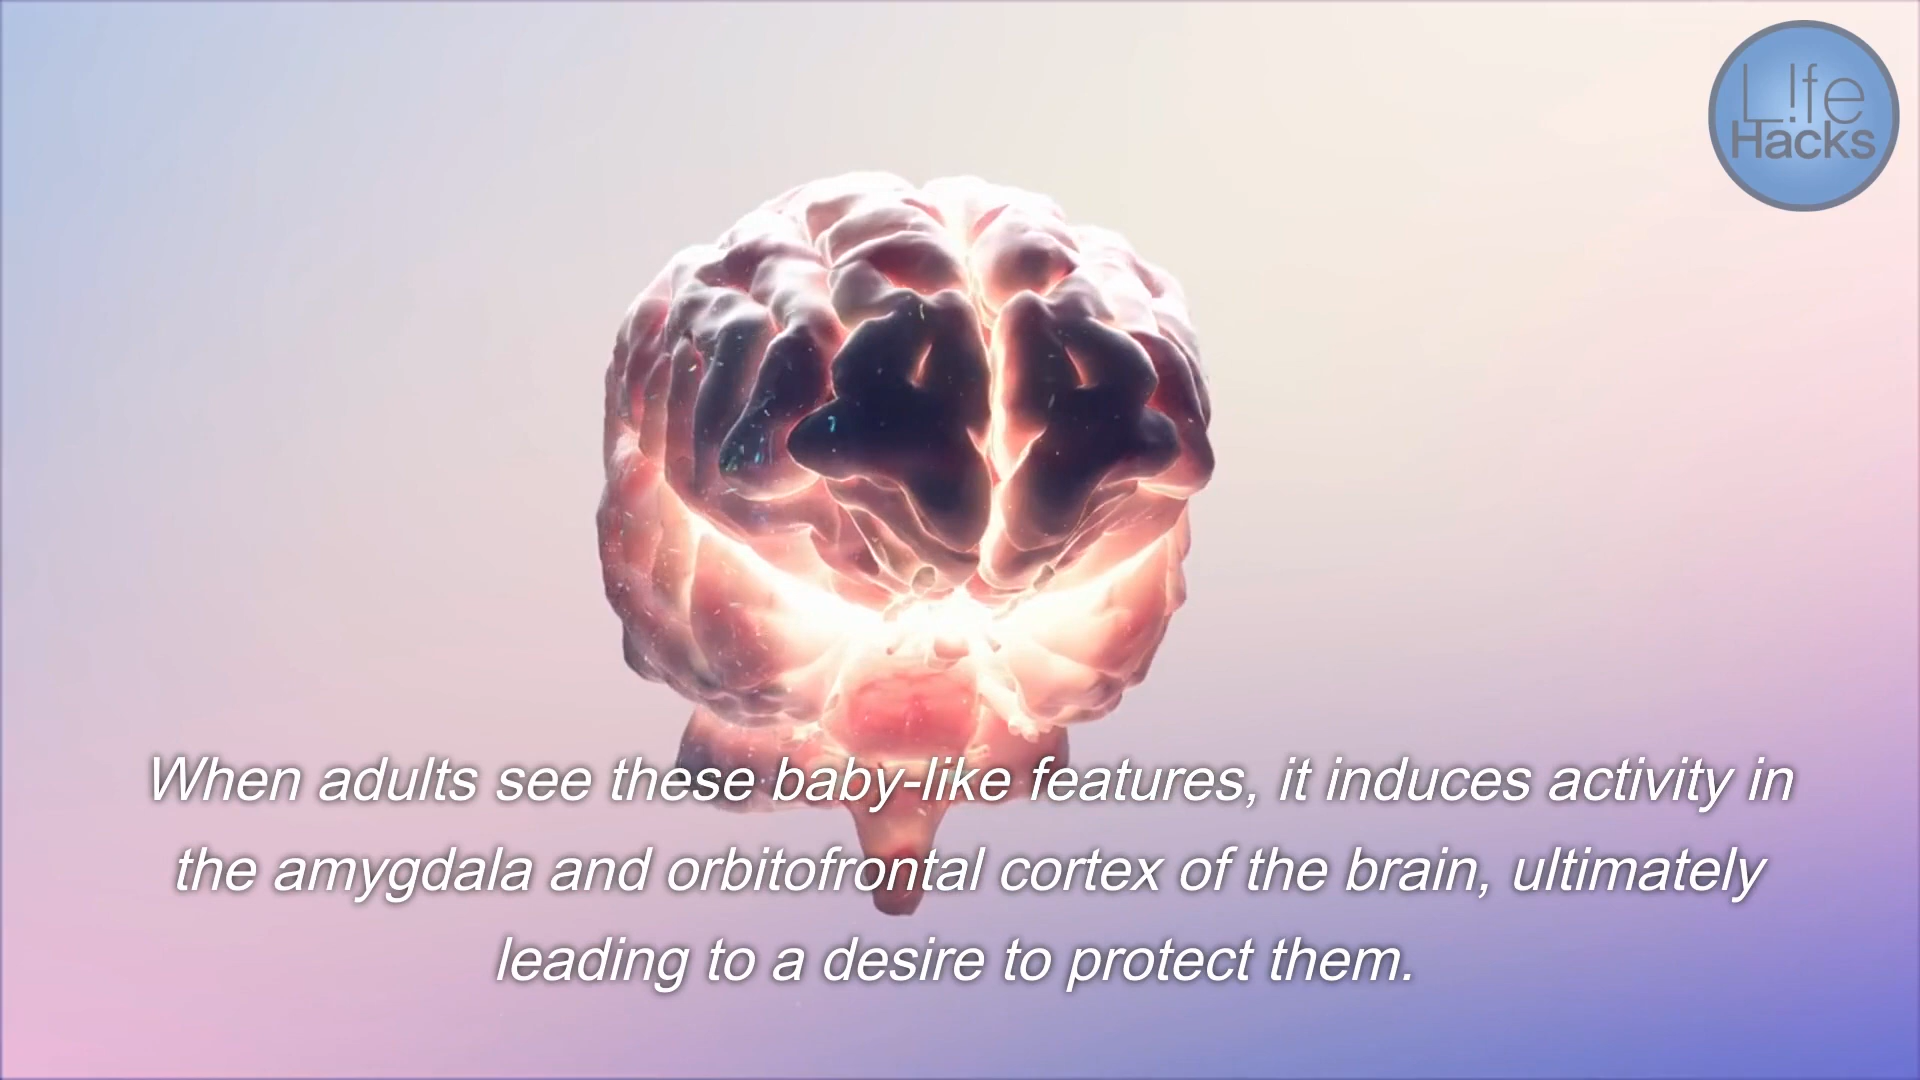 L!fe
Hacks
When adults see these baby-like features, it induces activity in
the amygdala and orbitofrontal cortex of the brain, ultimately
leading to a desire to protect them.